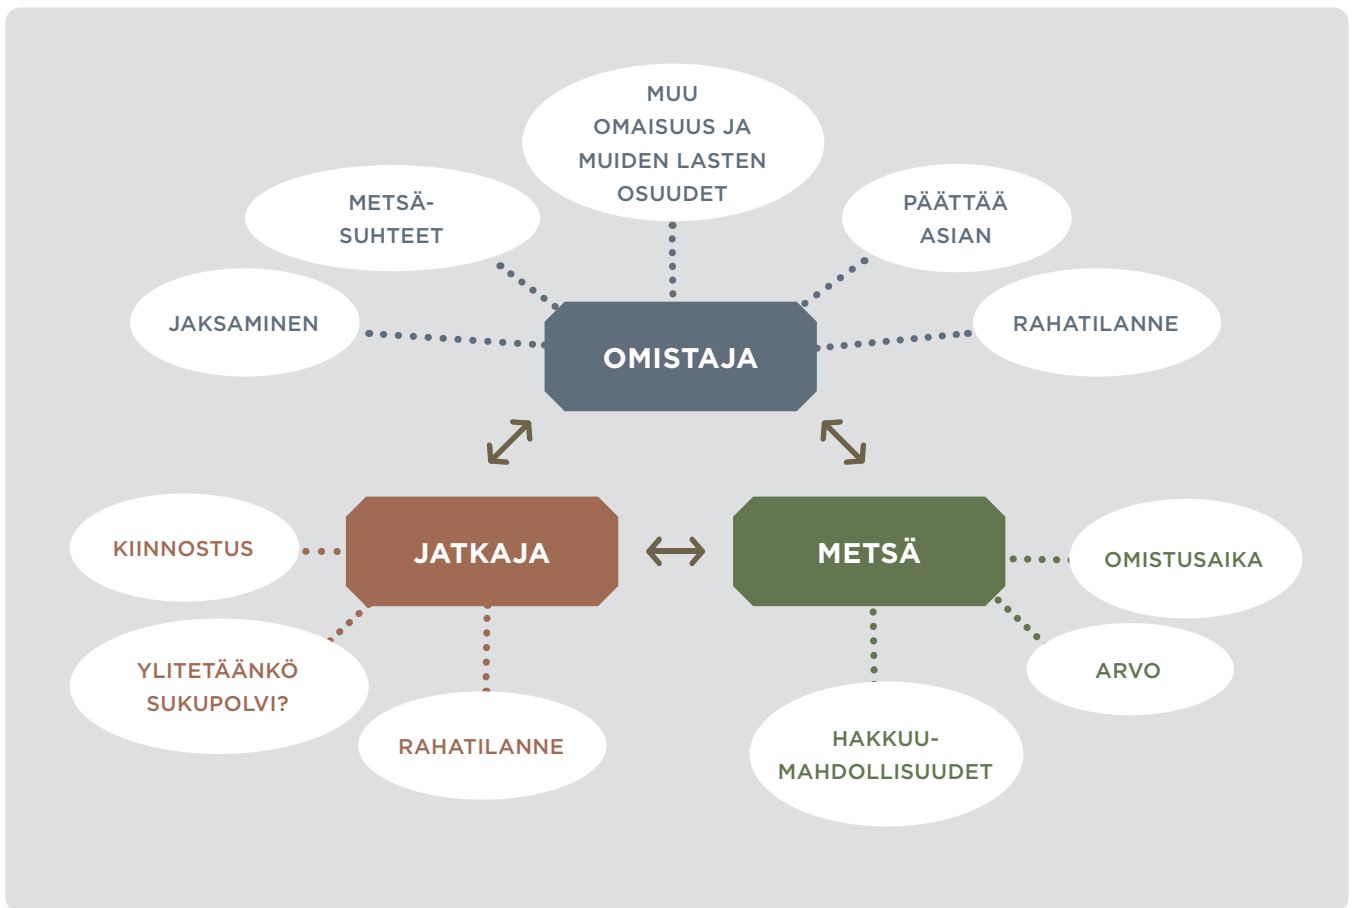 MUU
OMAISUUS JA
MUIDEN LASTEN
OSUUDET
METSÄ-
SUHTEET
PÄÄTTÄÄ
ASIAN
JAKSAMINEN
RAHATILANNE
OMISTAJA
JATKAJA
METSÄ
KIINNOSTUS
OMISTUSAIKA
YLITETÄÄNKÖ
SUKUPOLVI?
ARVO
RAHATILANNE
HAKKUU-
MAHDOLLISUUDET